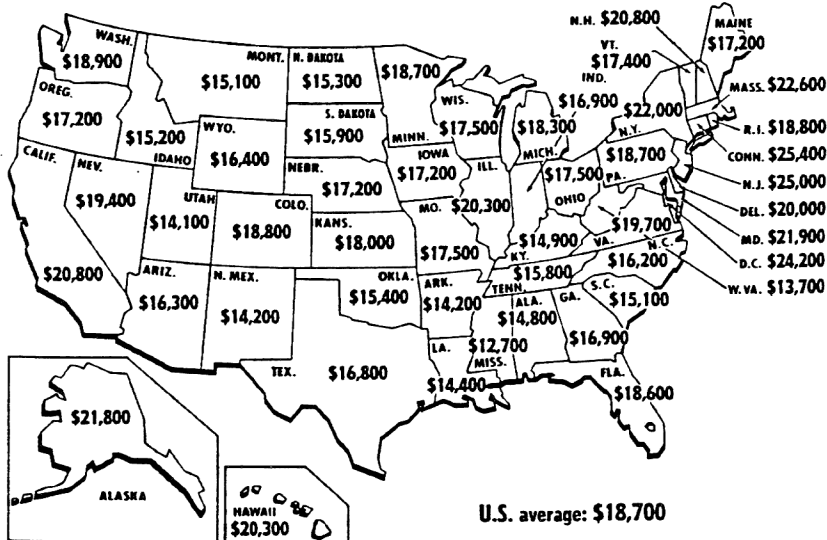 N.H. $20,800
MAINE
$17,200
VT.
$17,400
WASH.
$18,900
MONT.
$15,100
N. DAKOTA
$15,300
$18,700
MINN.
IND.
$16,900
MASS. $22,600
OREG.
$17,200
$15,200
IDAHO
WYO.
$16,400
S. DAKOTA
$15,900
WIS.
$17,500
$18,300
MICH.
$22,000
N.Y.
R.I. $18,800
CONN. $25,400
CALIF.
$20,800
NEV.
$19,400
UTAH
$14,100
COLO.
$18,800
NEBR.
$17,200
IOWA
$17,200
ILL.
$20,300
$17,500
OHIO
$18,700
PA.
N.J. $25,000
DEL. $20,000
KANS.
$18,000
MO.
$17,500
$14,900
KY.
$19,700
VA.
MD. $21,900
D.C. $24,200
W. VA. $13,700
ARIZ.
$16,300
N. MEX.
$14,200
OKLA.
$15,400
ARK.
$14,200
$15,800
TENN.
N.C.
$16,200
S.C.
$15,100
TEX.
$16,800
LA.
$14,400
$12,700
MISS.
ALA.
$14,800
GA.
$16,900
FLA.
$18,600
$21,800
ALASKA
HAWAII
$20,300
U.S. average: $18,700